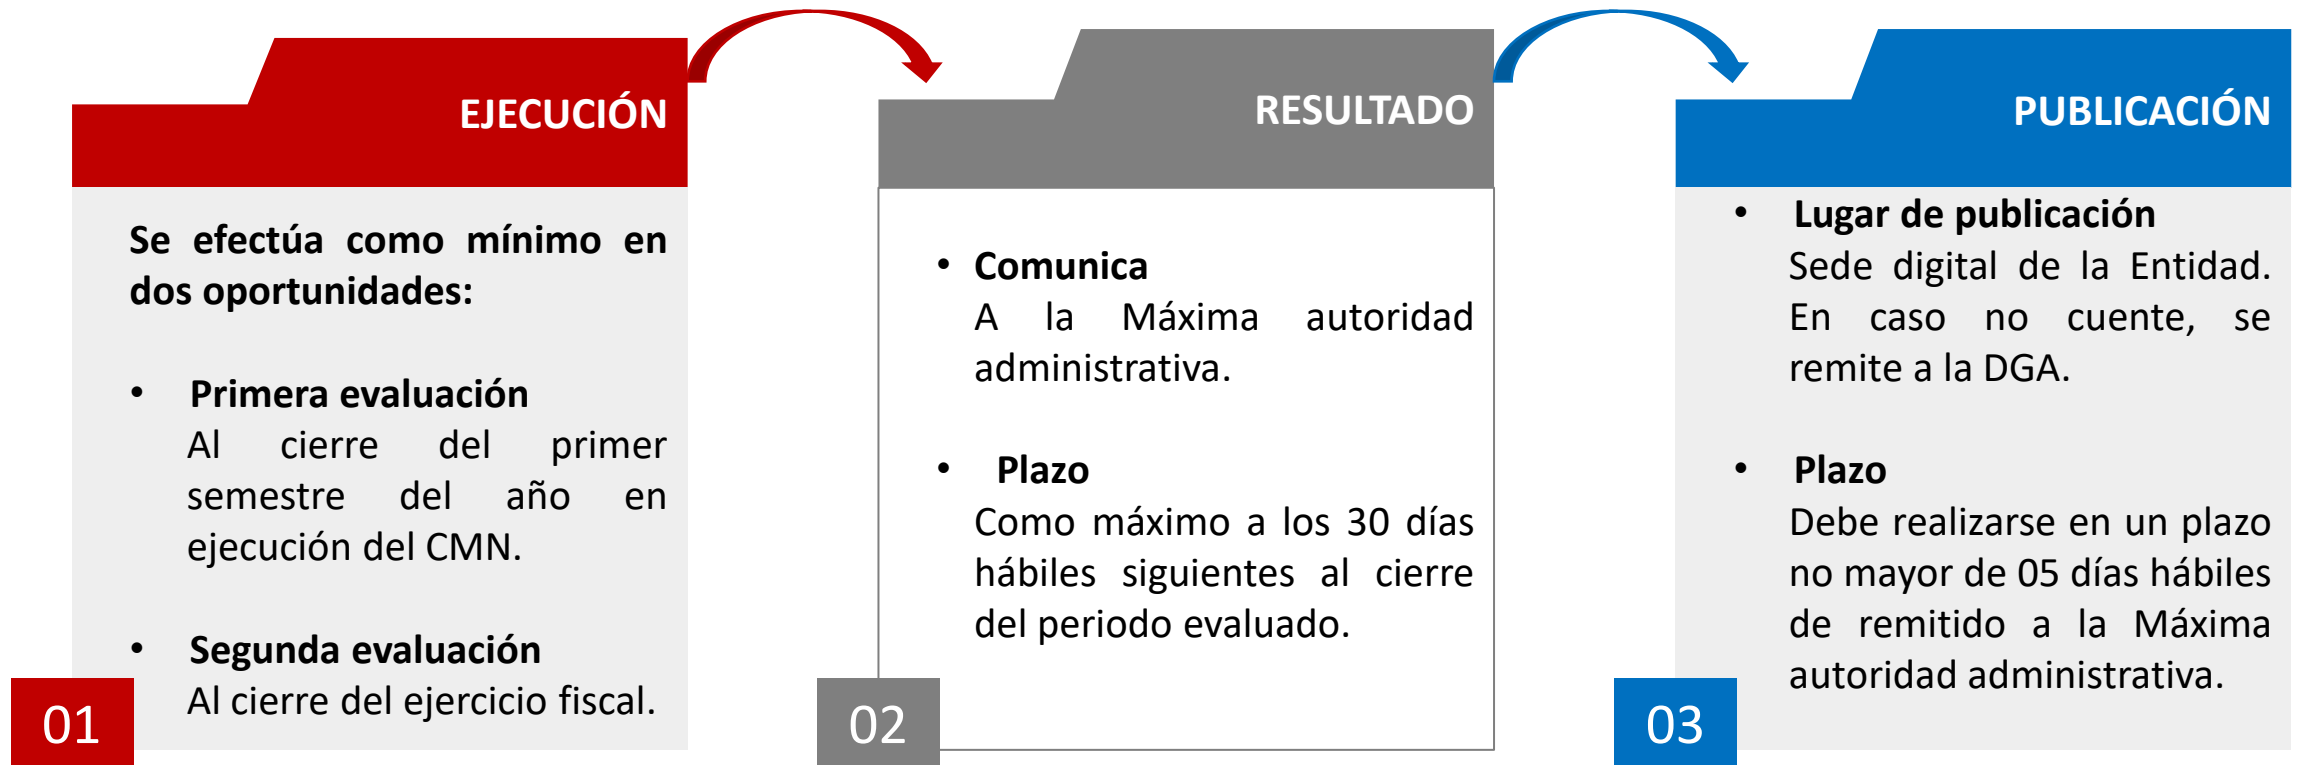 EJECUCIÓN
Se efectúa como mínimo en
dos oportunidades:
• Primera evaluación
Al cierre del primer
semestre del año en
ejecución del CMN.
• Segunda evaluación
Al cierre del ejercicio fiscal.
01
RESULTADO
• Comunica
A la Máxima autoridad
administrativa.
• Plazo
Como máximo a los 30 días
hábiles siguientes al cierre
del periodo evaluado.
02
PUBLICACIÓN
• Lugar de publicación
Sede digital de la Entidad.
En caso no cuente, se
remite a la DGA.
• Plazo
Debe realizarse en un plazo
no mayor de 05 días hábiles
de remitido a la Máxima
autoridad administrativa.
03